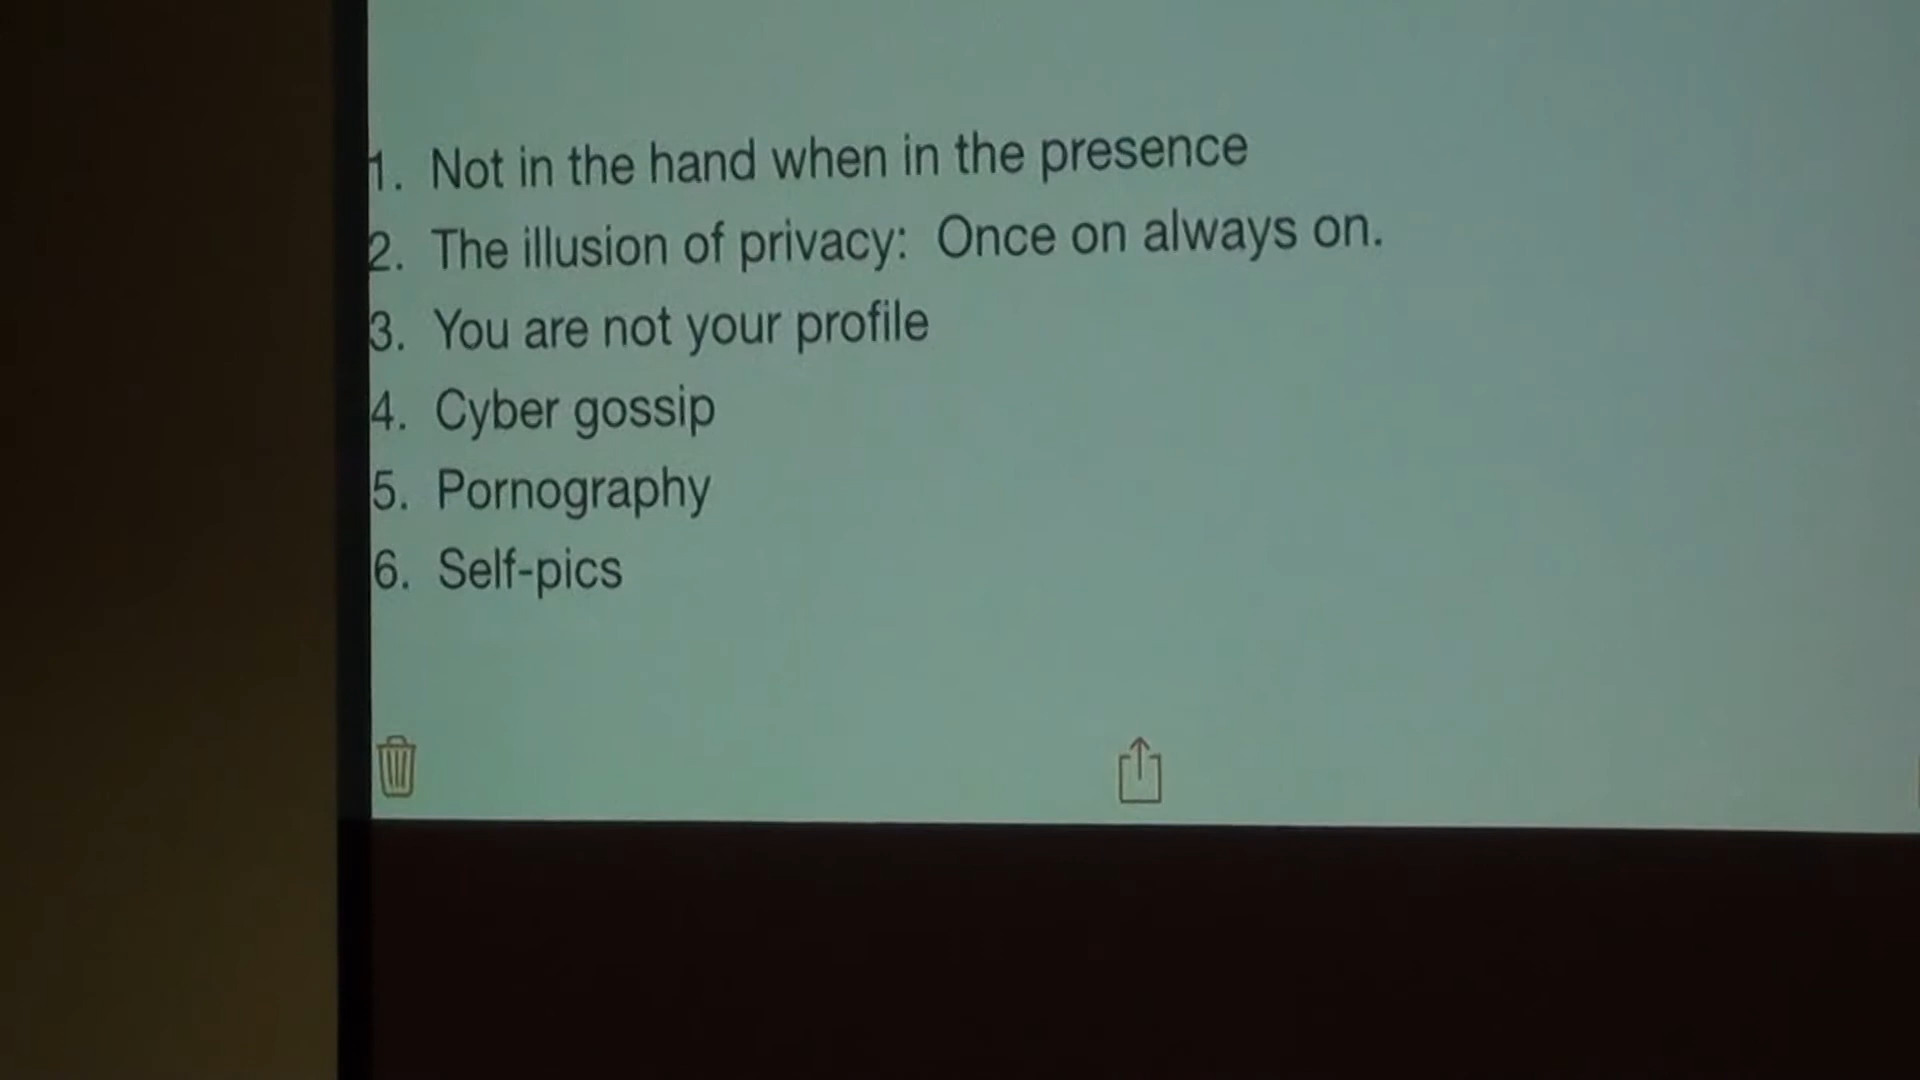 1. Not in the hand when in the presence
2. The illusion of privacy: Once on always on.
3. You are not your profile
4. Cyber gossip
5. Pornography
6. Self-pics